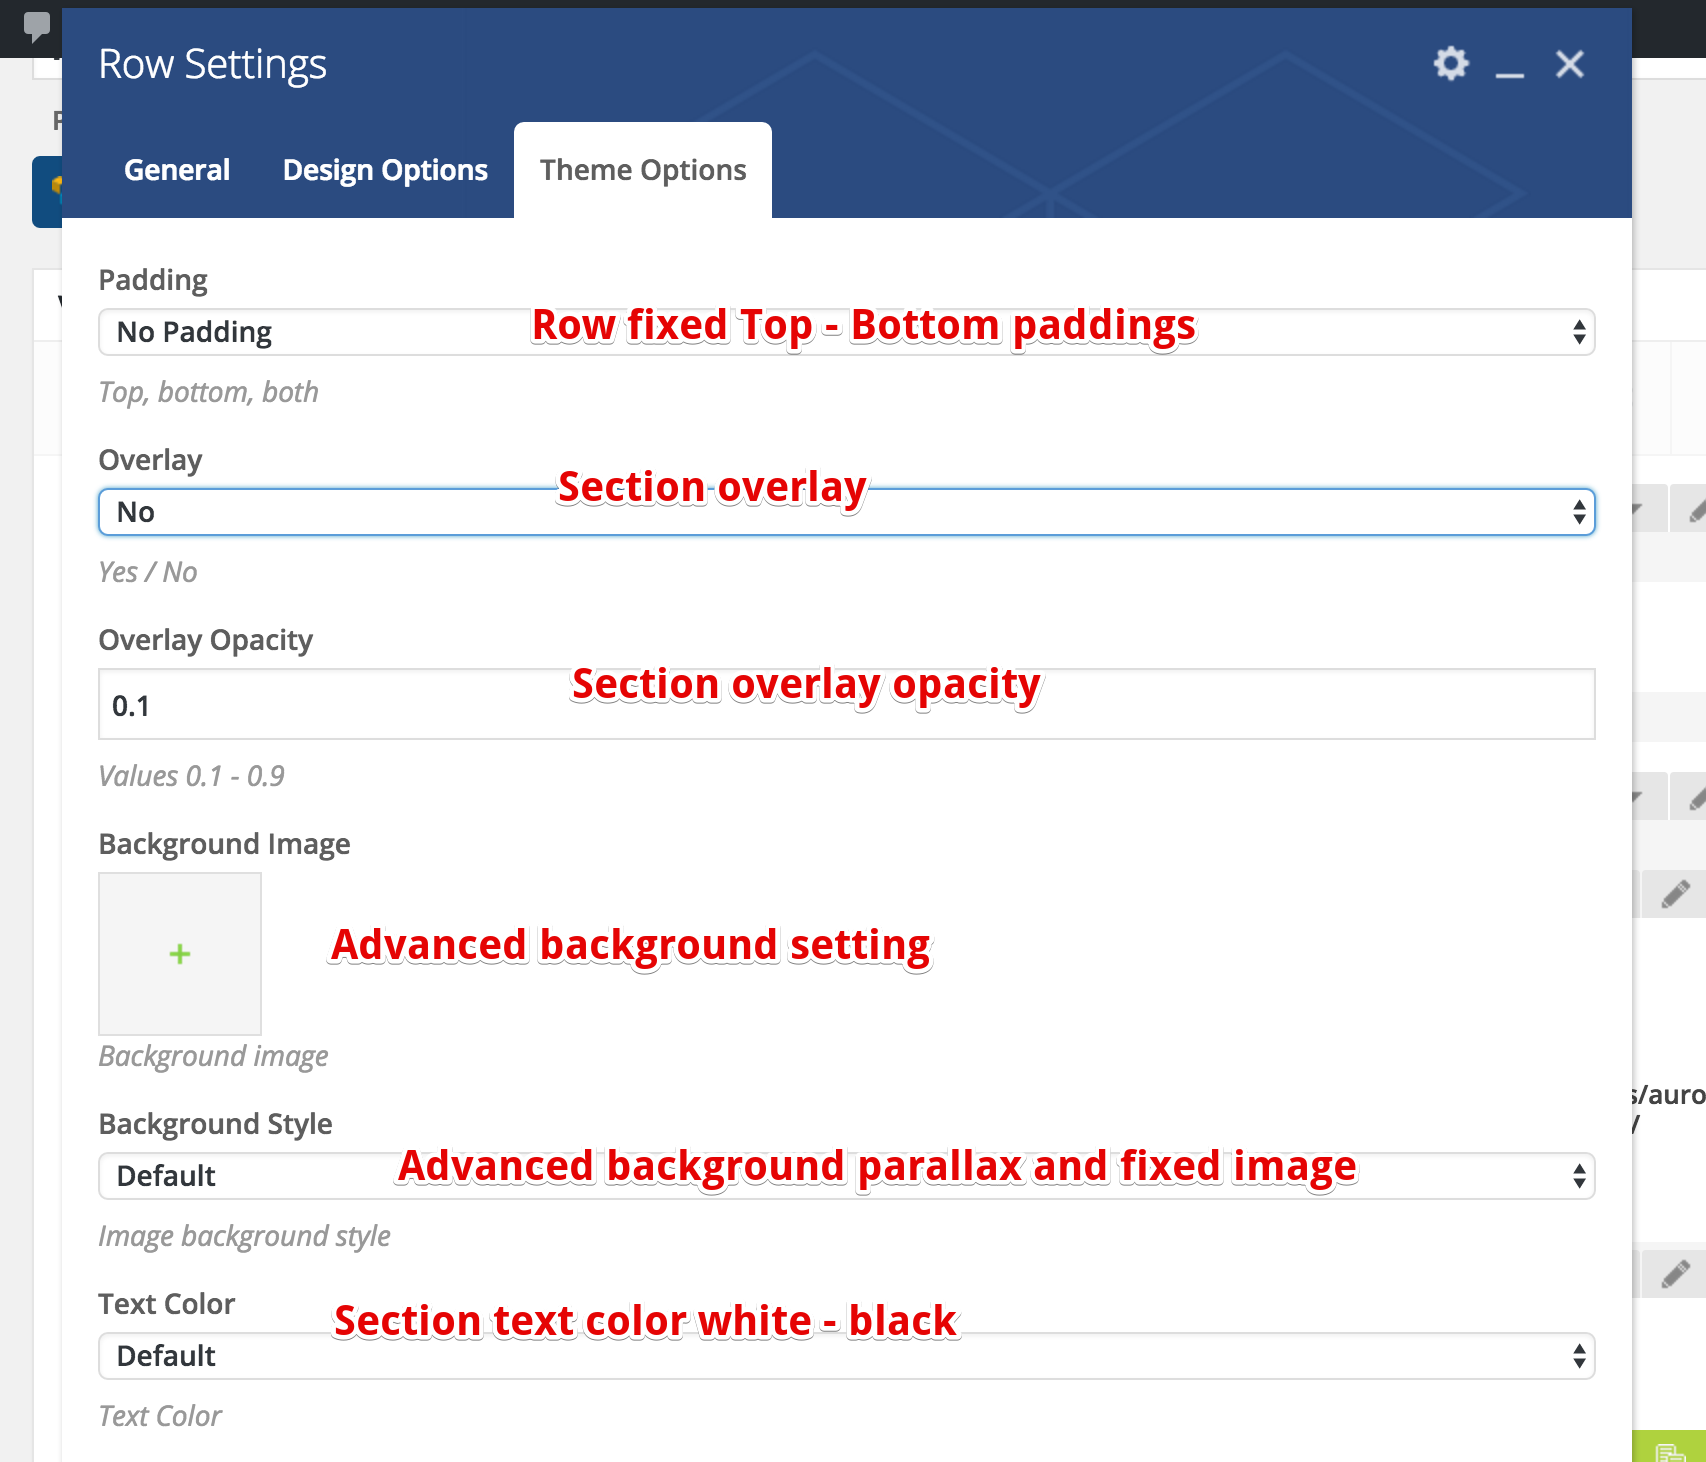 Row Settings
General Design Options Theme Options
Padding
No Padding
Row fixed Top - Bottom paddings
Top, bottom, both
Overlay
Section overlay
No
Yes / No
Overlay Opacity
Section overlay opacity
0.1
Values 0.1 - 0.9
Background Image
+
Advanced background setting
Background image
s/auro
/
Background Style
Default
Advanced background parallax and fixed image
Image background style
Text Color
Section text color white - black
Default
Text Color